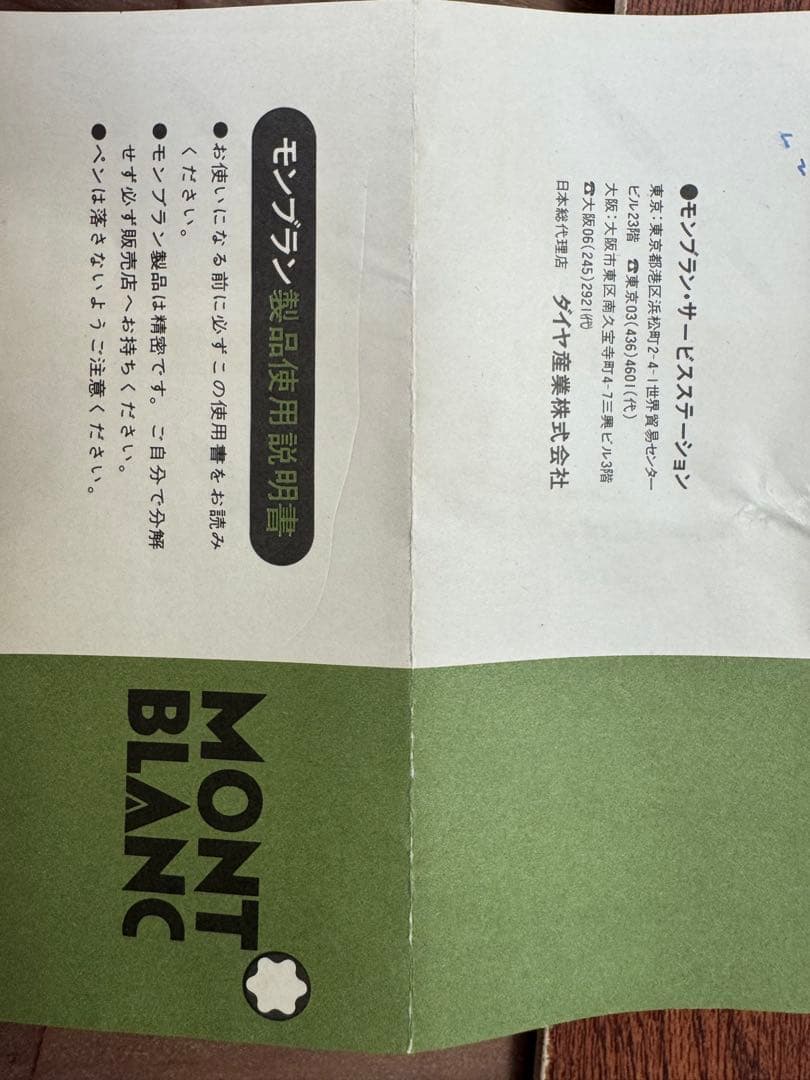 ●モンブラン・サービスステーション
東京:東京都港区浜松町2-4-1世界貿易センター
ビル23階 ☎東京03(436)4601(代)
大阪:大阪市東区南久宝寺町4-7三興ビル3階
☎大阪06(245)2921(代)
日本総代理店 ダイヤ産業株式会社
モンブラン製品使用説明書
●お使いになる前に必ずこの使用書をお読み
ください。
●モンブラン製品は精密です。ご自分で分解
せず必ず販売店へお持ちください。
●ペンは落さないようご注意ください。
MONT
BLANC